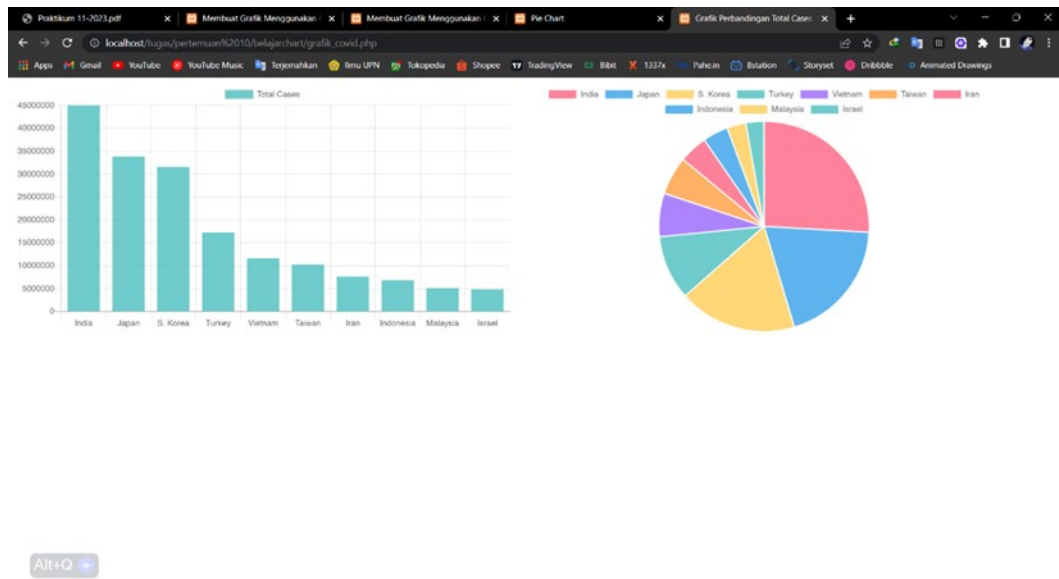 Praktikum 11-2023.pdf
Membuat Grafik Menggunakan
Membuat Grafik Menggunakan
Pie Chart
Grafik Perbandingan Total Cases
localhost/tugas/pertemuan%2010/belajarchart/grafik_covid.php
Apps Gmail YouTube YouTube Music Terjemahkan Ilmu UPN Tokopedia Shopee TradingView Bibit 1337x Pahe.in Bstation Storyset Dribbble Animated Drawings
Total Cases
45000000
40000000
35000000
30000000
25000000
20000000
15000000
10000000
5000000
0
India Japan S. Korea Turkey Vietnam Taiwan Iran Indonesia Malaysia Israel
India Japan S. Korea Turkey Vietnam Taiwan Iran
Indonesia Malaysia Israel
Alt+Q